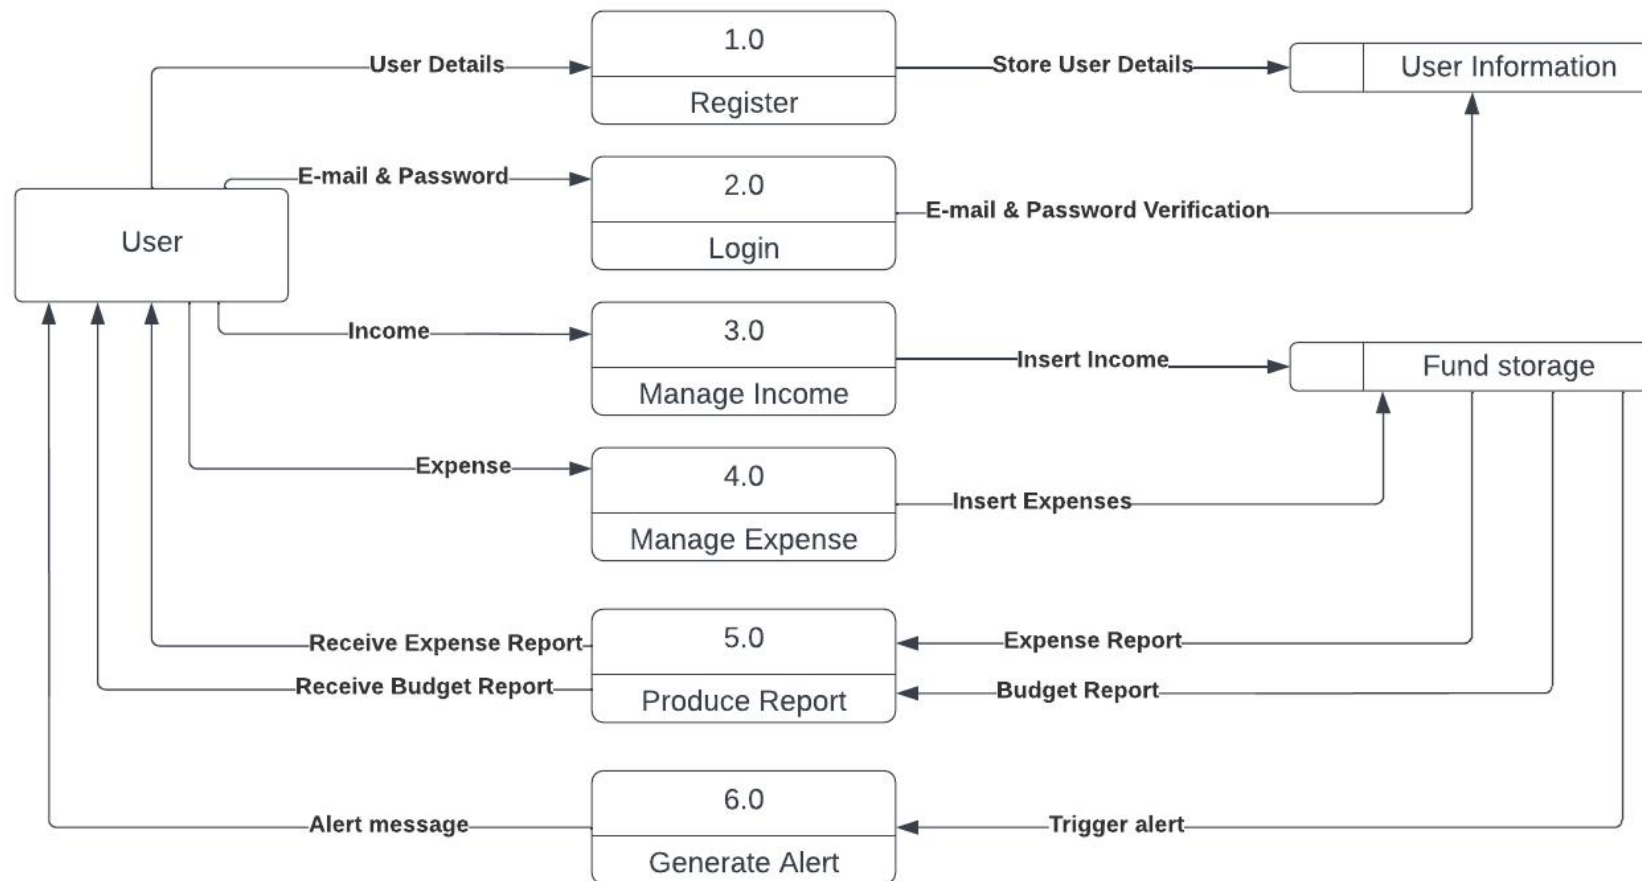 1.0
User Details
Store User Details
User Information
Register
E-mail & Password
2.0
E-mail & Password Verification
User
Login
Income
3.0
Insert Income
Fund storage
Manage Income
Expense
4.0
Insert Expenses
Manage Expense
Receive Expense Report
5.0
Expense Report
Receive Budget Report
Budget Report
Produce Report
6.0
Alert message
Trigger alert
Generate Alert